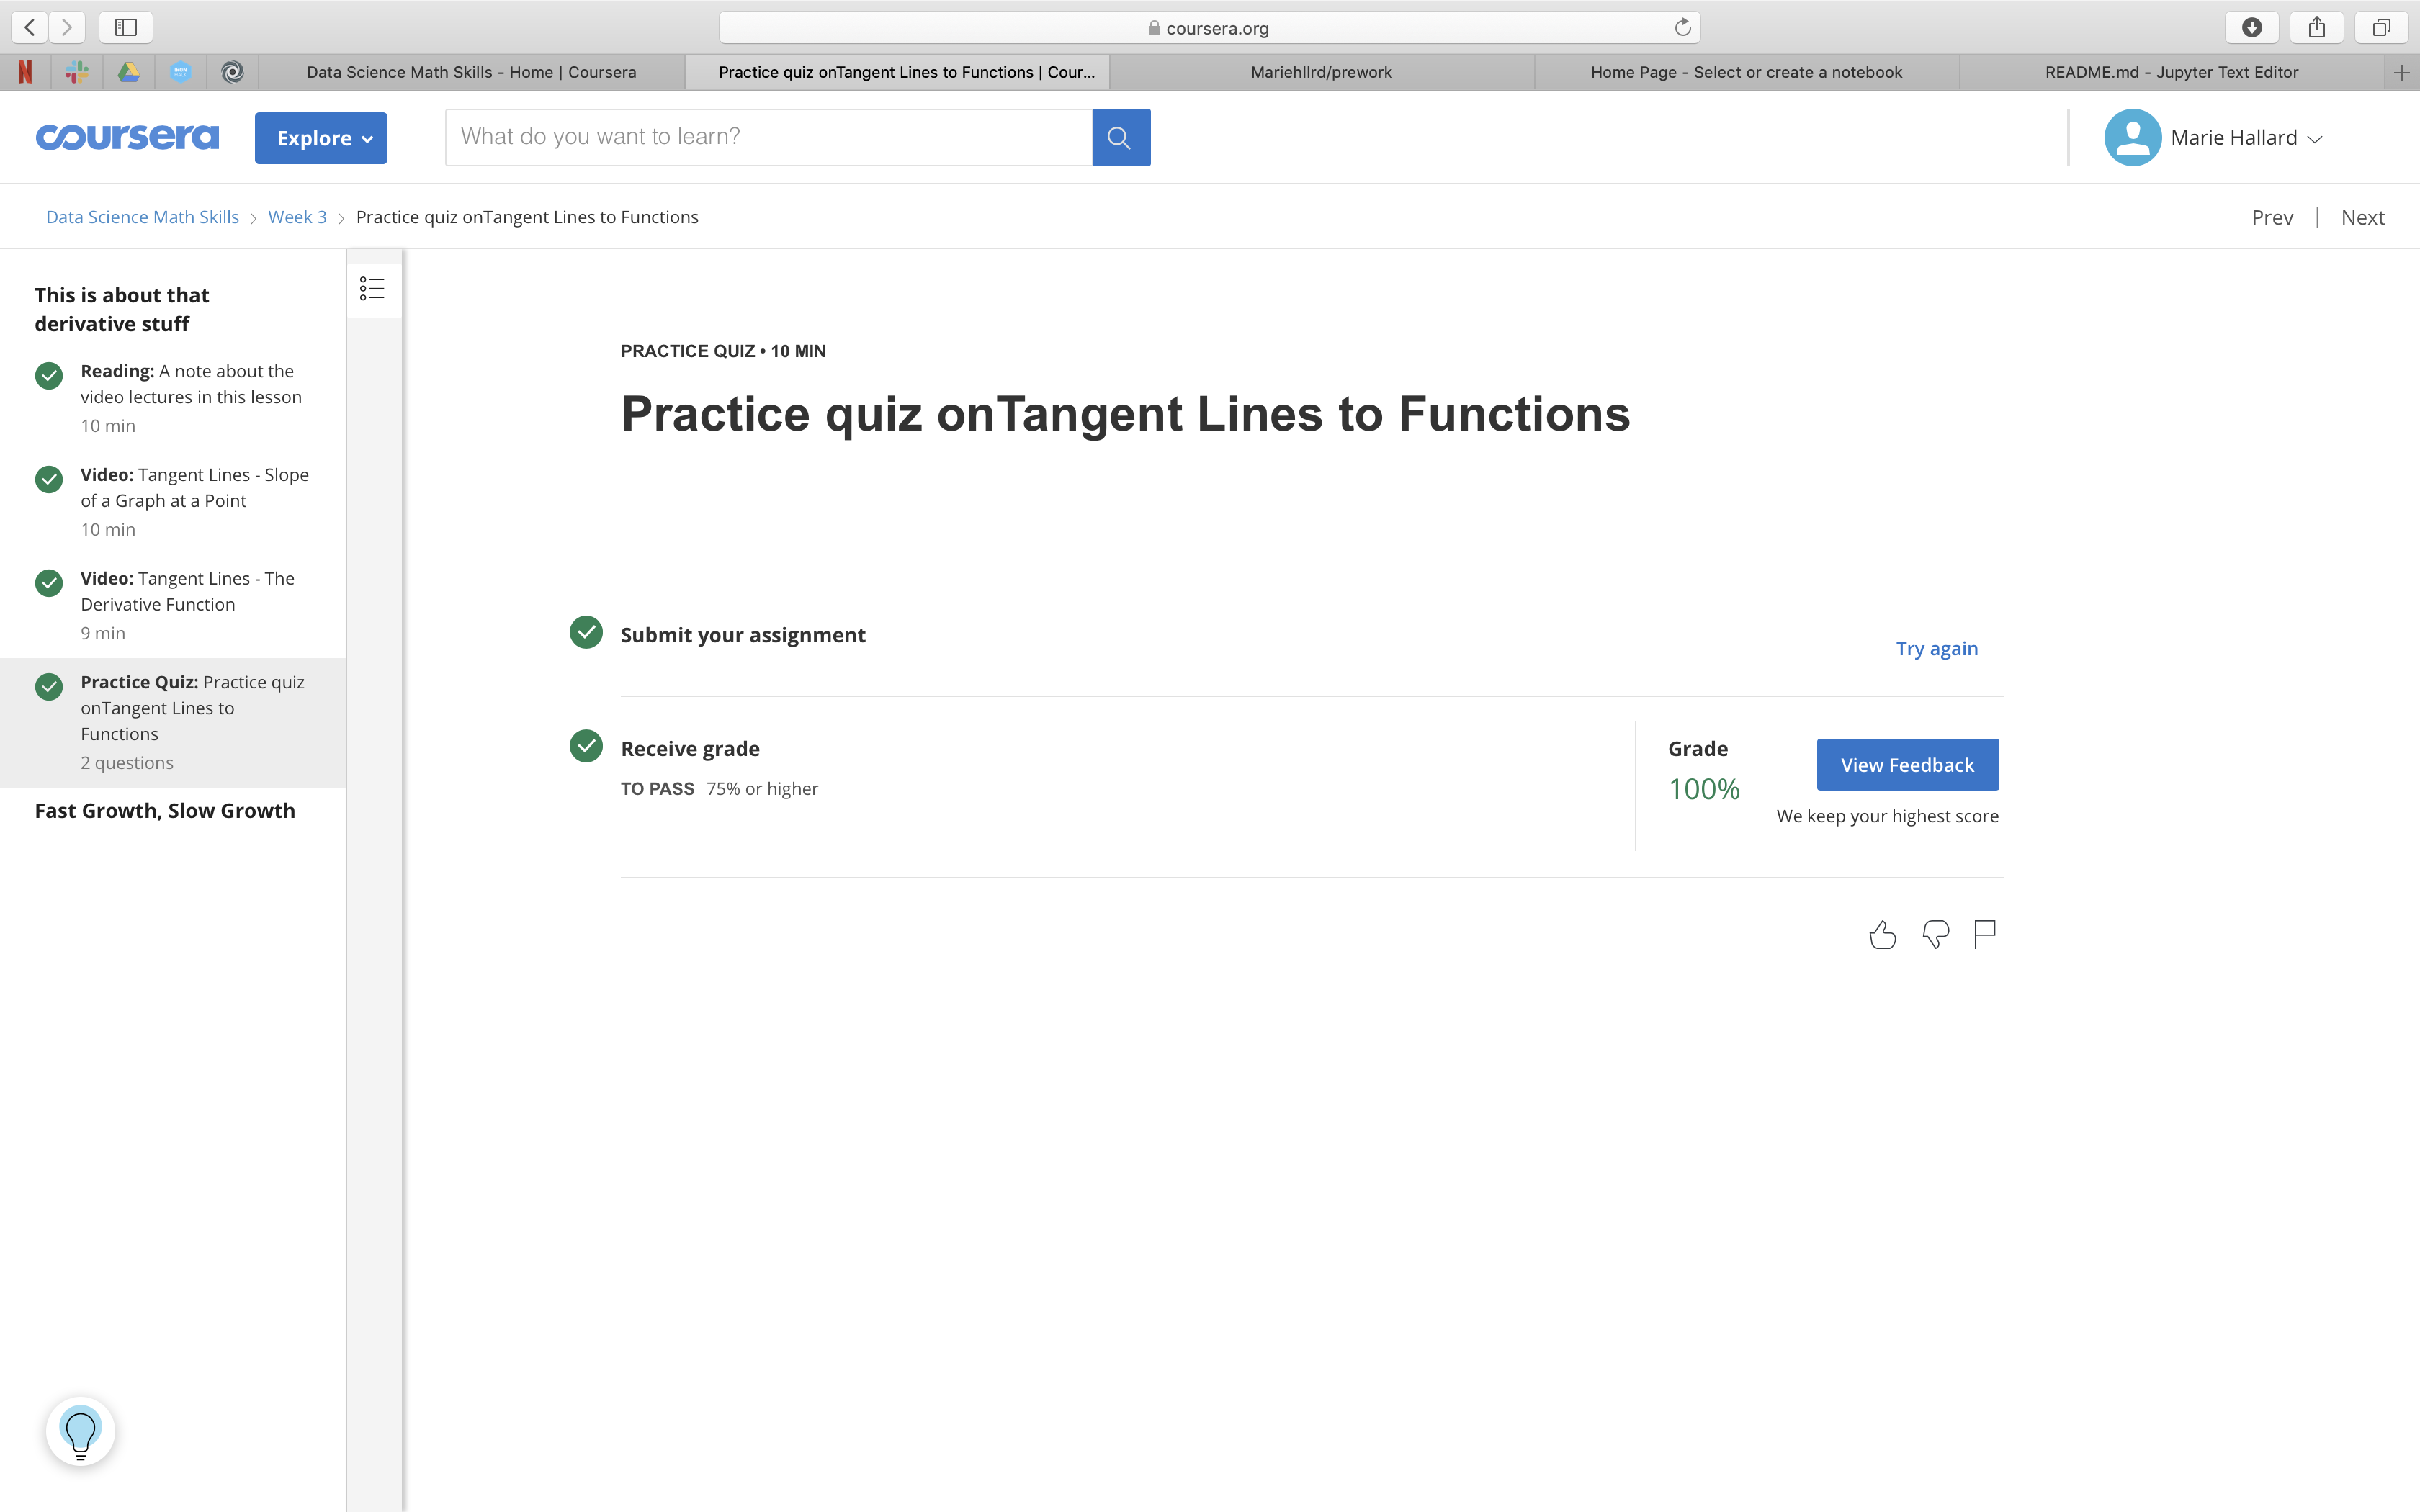 coursera.org
Data Science Math Skills - Home | Coursera
Practice quiz onTangent Lines to Functions | Cour...
Mariehllrd/prework
Home Page - Select or create a notebook
README.md - Jupyter Text Editor
coursera
Explore
What do you want to learn?
Marie Hallard
Data Science Math Skills > Week 3 > Practice quiz onTangent Lines to Functions
Prev | Next
This is about that
derivative stuff
Reading: A note about the
video lectures in this lesson
10 min
Video: Tangent Lines - Slope
of a Graph at a Point
10 min
Video: Tangent Lines - The
Derivative Function
9 min
Practice Quiz: Practice quiz
onTangent Lines to
Functions
2 questions
Fast Growth, Slow Growth
PRACTICE QUIZ • 10 MIN
Practice quiz onTangent Lines to Functions
Submit your assignment
Try again
Receive grade
TO PASS 75% or higher
Grade
100%
View Feedback
We keep your highest score